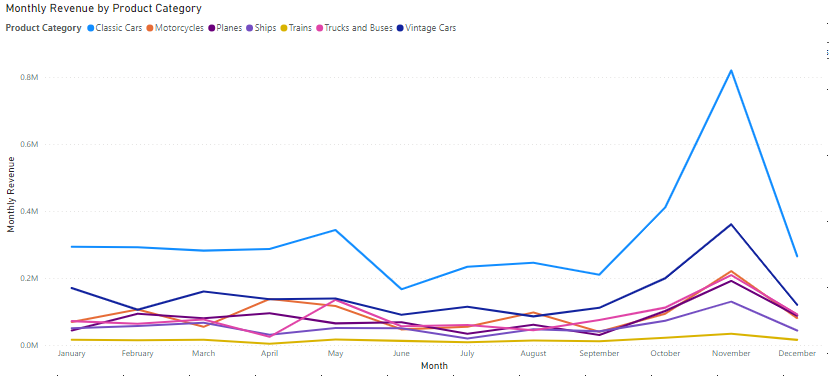 Monthly Revenue by Product Category
Product Category Classic Cars Motorcycles Planes Ships Trains Trucks and Buses Vintage Cars
0.8M
0.6M
0.4M
0.2M
0.0M
Monthly Revenue
January February March April May June July August September October November December
Month